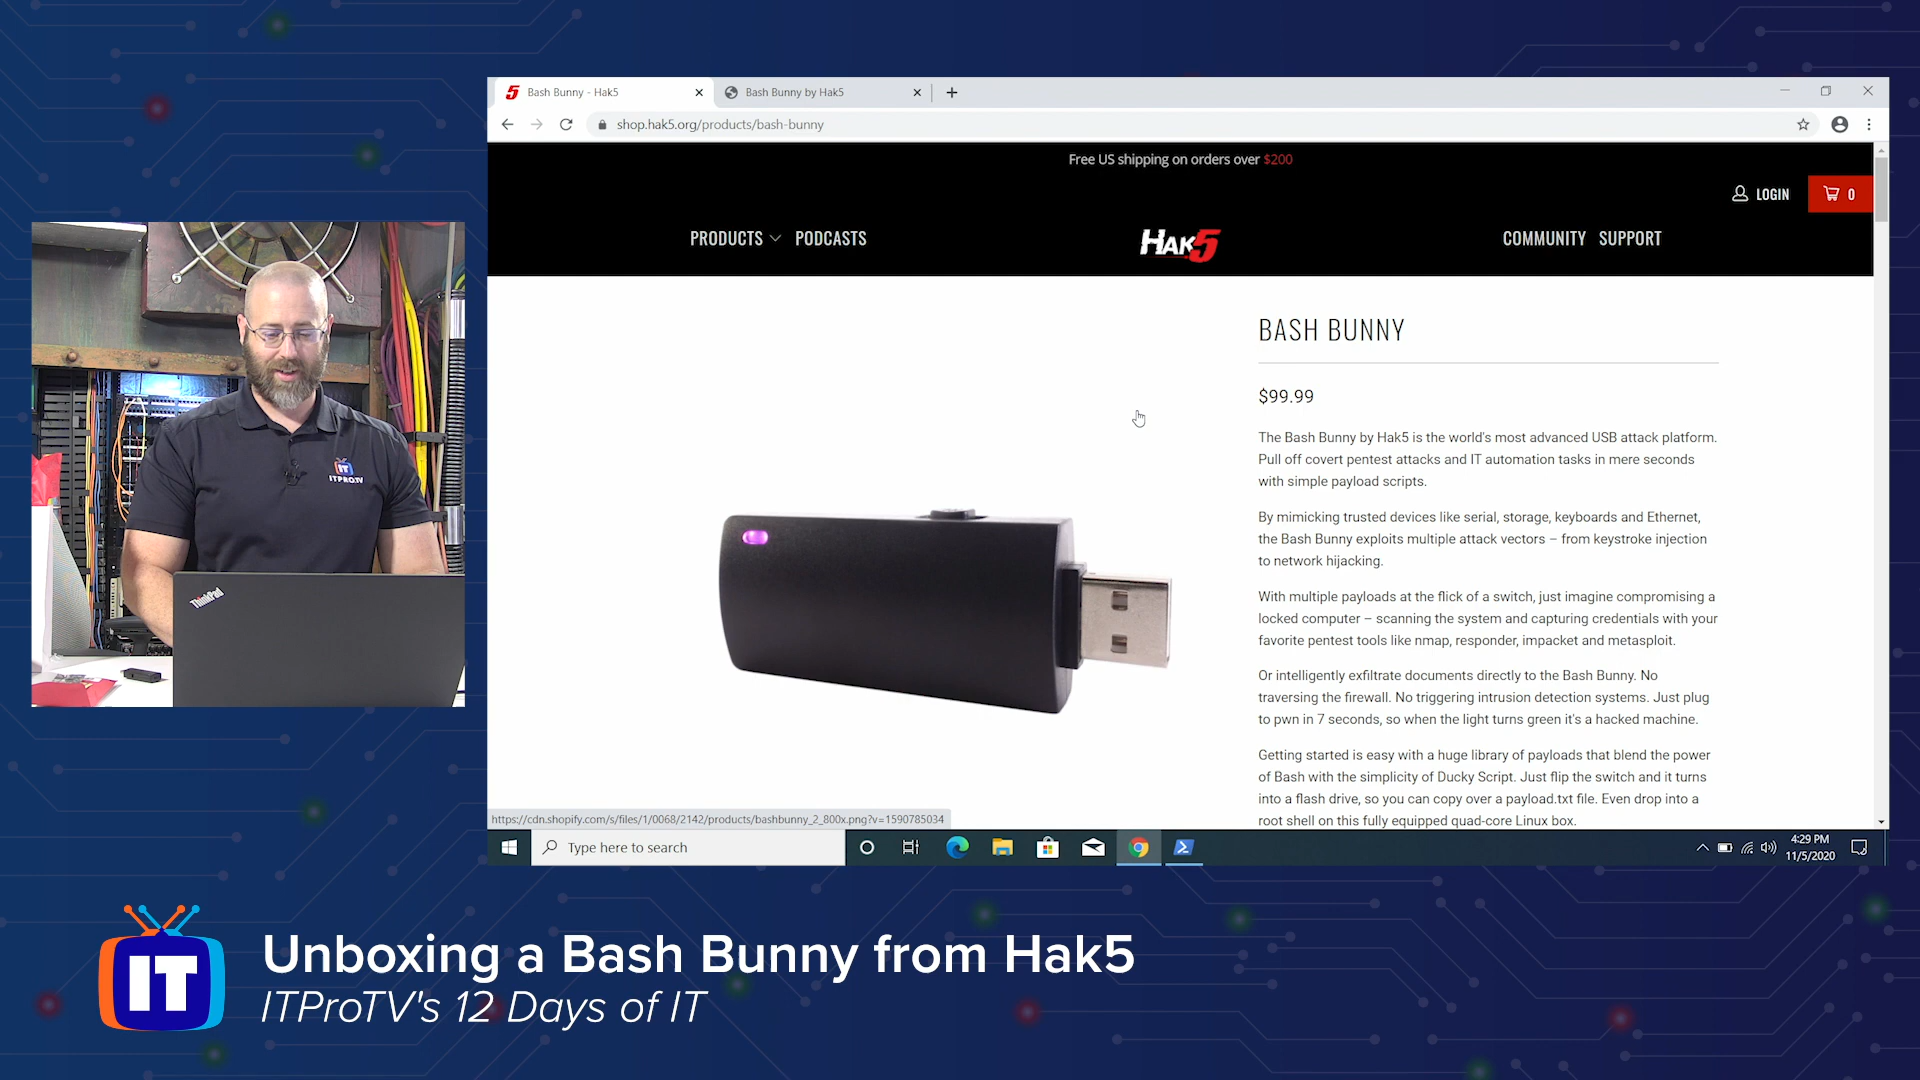 Bash Bunny - Hak5
Bash Bunny by Hak5
shop.hak5.org/products/bash-bunny
Free US shipping on orders over $200
LOGIN
0
PRODUCTS
PODCASTS
HAK5
COMMUNITY
SUPPORT
BASH BUNNY
$99.99
The Bash Bunny by Hak5 is the world's most advanced USB attack platform.
Pull off covert pentest attacks and IT automation tasks in mere seconds
with simple payload scripts.
By mimicking trusted devices like serial, storage, keyboards and Ethernet,
the Bash Bunny exploits multiple attack vectors – from keystroke injection
to network hijacking.
With multiple payloads at the flick of a switch, just imagine compromising a
locked computer – scanning the system and capturing credentials with your
favorite pentest tools like nmap, responder, impacket and metasploit.
Or intelligently exfiltrate documents directly to the Bash Bunny. No
traversing the firewall. No triggering intrusion detection systems. Just plug
to pwn in 7 seconds, so when the light turns green it's a hacked machine.
Getting started is easy with a huge library of payloads that blend the power
of Bash with the simplicity of Ducky Script. Just flip the switch and it turns
into a flash drive, so you can copy over a payload.txt file. Even drop into a
root shell on this fully equipped quad-core Linux box.
https://cdn.shopify.com/s/files/1/0068/2142/products/bashbunny_2_800x.png?v=1590785034
Type here to search
4:29 PM
11/5/2020
IT
ITPRO.TV
ThinkPad
IT
Unboxing a Bash Bunny from Hak5
ITProTV's 12 Days of IT